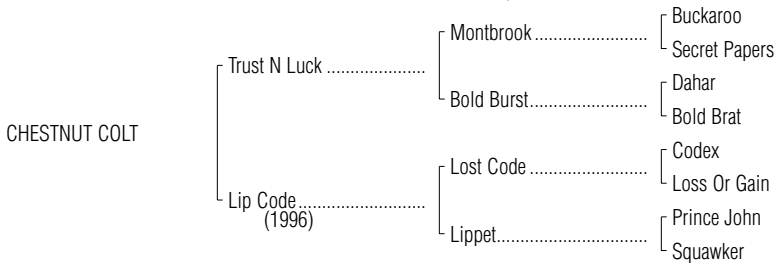 Buckaroo
Montbrook ......................
Secret Papers
Trust N Luck ...................
Dahar
Bold Burst.......................
Bold Brat
CHESTNUT COLT
Codex
Lost Code .......................
Loss Or Gain
Lip Code.........................
(1996)
Prince John
Lippet.............................
Squawker